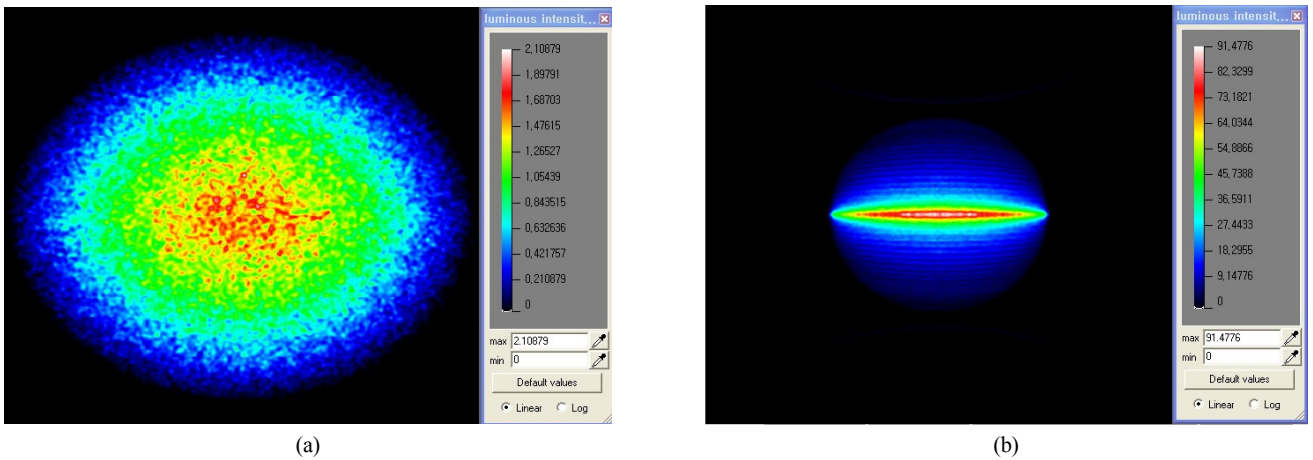 luminous intensit...
2,10879
1,89791
1,68703
1,47615
1,26527
1,05439
0,843515
0,632636
0,421757
0,210879
0
max 2.10879
min 0
Default values
Linear Log
(a)
luminous intensit...
91,4776
82,3299
73,1821
64,0344
54,8866
45,7388
36,5911
27,4433
18,2955
9,14776
0
max 91.4776
min 0
Default values
Linear Log
(b)